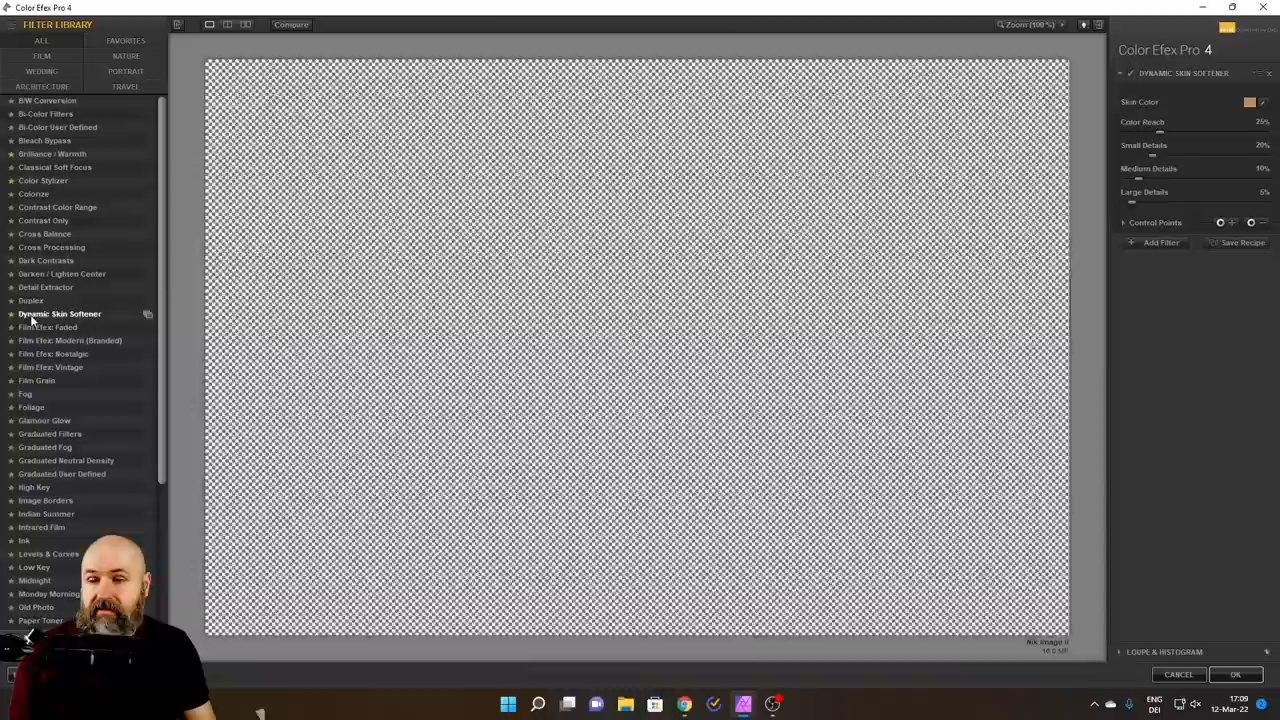 Color Efex Pro 4
FILTER LIBRARY
Compare
Zoom (100 %)
ALL
FAVORITES
FILM
NATURE
WEDDING
PORTRAIT
ARCHITECTURE
TRAVEL
B/W Conversion
Bi-Color Filters
Bi-Color User Defined
Bleach Bypass
Brilliance / Warmth
Classical Soft Focus
Color Stylizer
Colorize
Contrast Color Range
Contrast Only
Cross Balance
Cross Processing
Dark Contrasts
Darken / Lighten Center
Detail Extractor
Duplex
Dynamic Skin Softener
Film Efex: Faded
Film Efex: Modern (Branded)
Film Efex: Nostalgic
Film Efex: Vintage
Film Grain
Fog
Foliage
Glamour Glow
Graduated Filters
Graduated Fog
Graduated Neutral Density
Graduated User Defined
High Key
Image Borders
Indian Summer
Infrared Film
Ink
Levels & Curves
Low Key
Midnight
Monday Morning
Old Photo
Paper Toner
Color Efex Pro 4
DYNAMIC SKIN SOFTENER
Skin Color
Color Reach 25%
Small Details 20%
Medium Details 10%
Large Details 5%
Control Points
Add Filter
Save Recipe
LOUPE & HISTOGRAM
CANCEL
OK
ENG
DEI
17:09
12-Mar-22